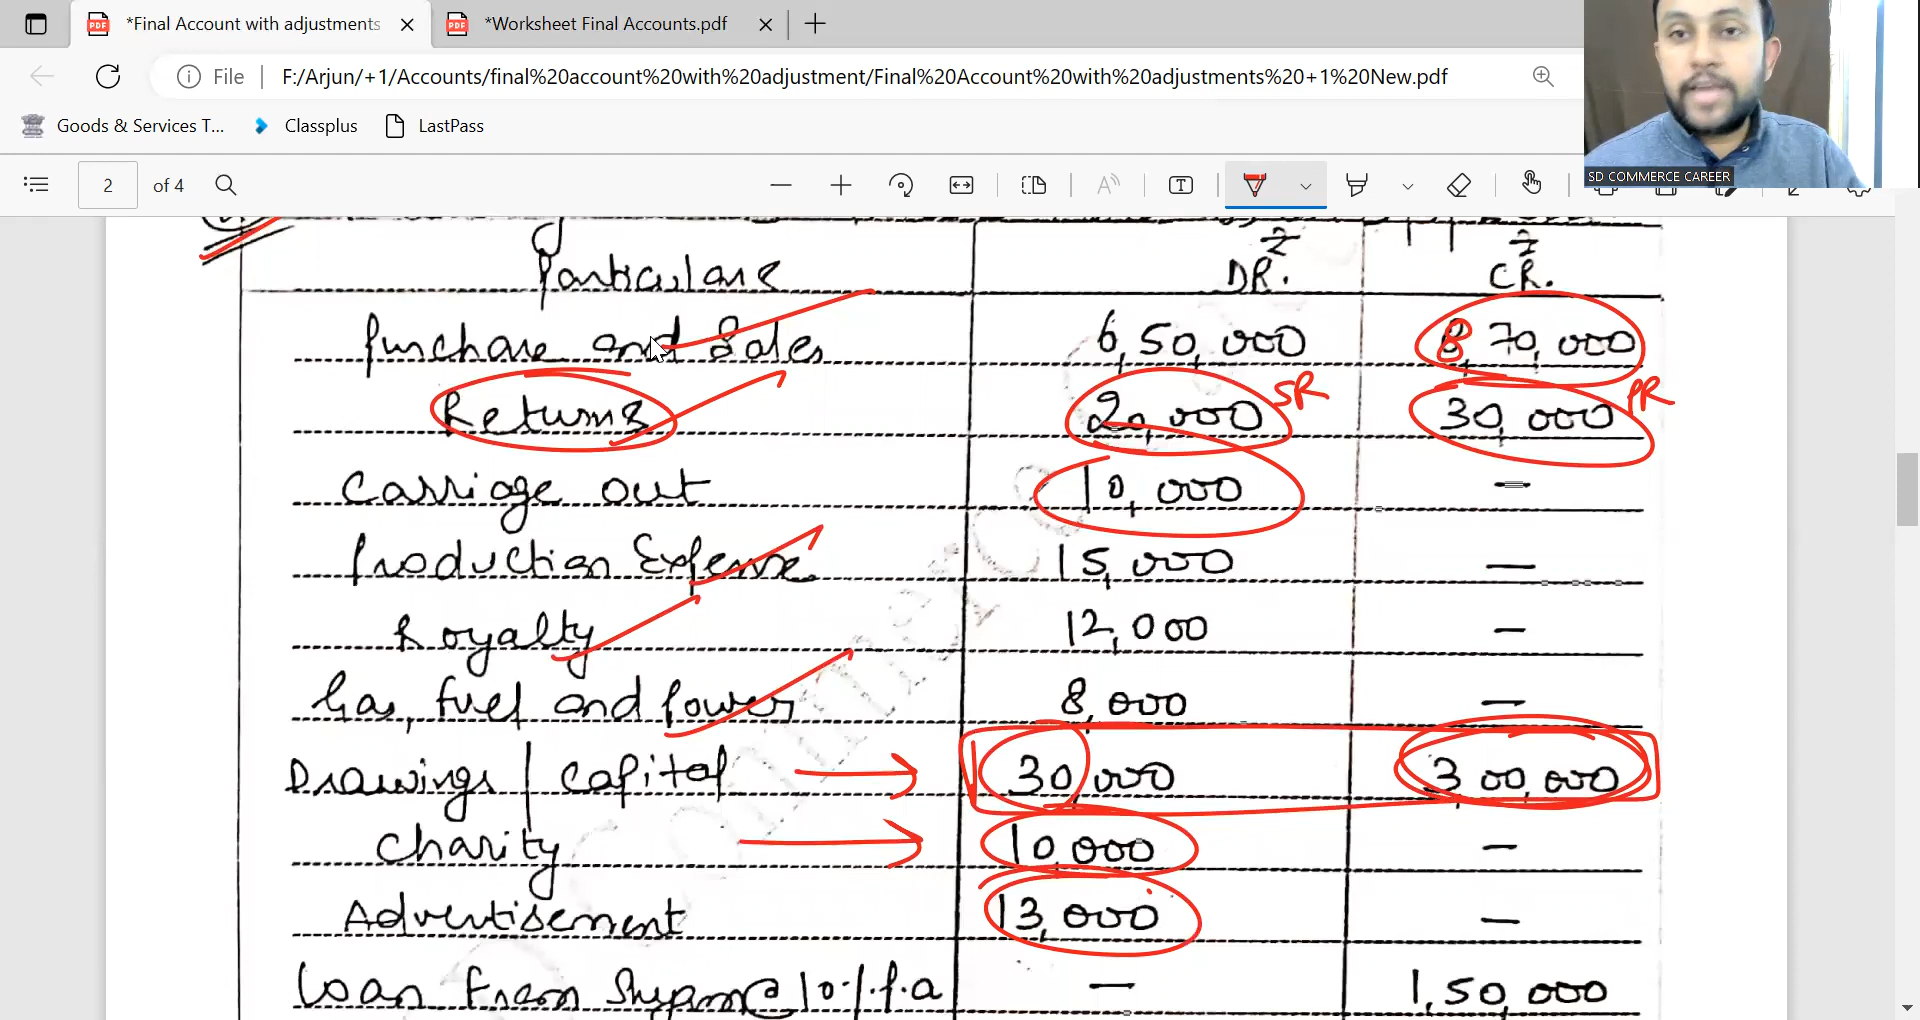 *Final Account with adjustments
*Worksheet Final Accounts.pdf
File
F:/Arjun/+1/Accounts/final%20account%20with%20adjustment/Final%20Account%20with%20adjustments%20+1%20New.pdf
Goods & Services T...
Classplus
LastPass
2 of 4
SD COMMERCE CAREER
Particulars DR. CR.
Purchase and Sales 6,50,000 8,70,000
Returns 20,000 SR 30,000 PR
Carriage out 10,000 -
Production Expense 15,000 -
Royalty 12,000 -
Gas, fuel and Power 8,000 -
Drawings | Capital 30,000 3,00,000
Charity 10,000 -
Advertisement 13,000 -
Loan From @ 10%.P.a - 1,50,000